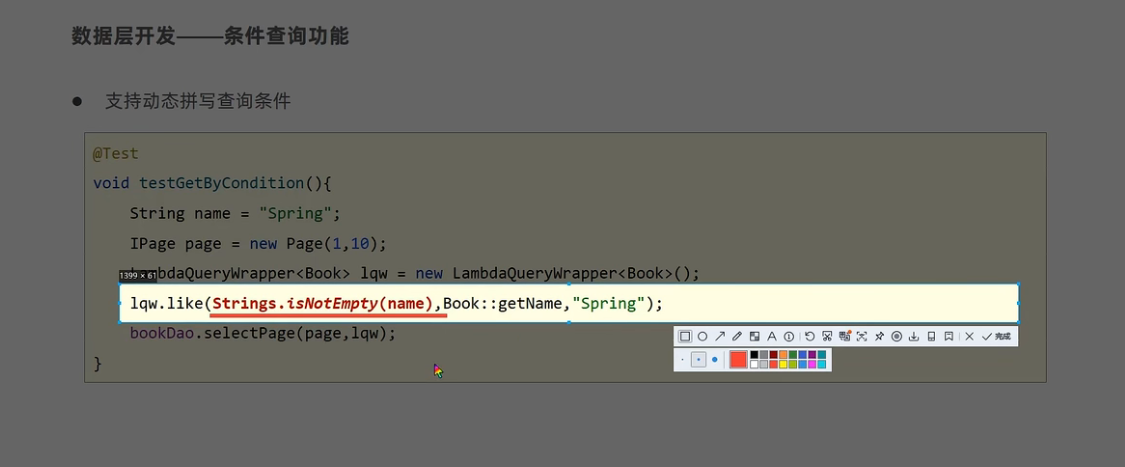 数据层开发——条件查询功能
● 支持动态拼写查询条件
@Test
void testGetByCondition(){
String name = "Spring";
IPage page = new Page(1,10);
LambdaQueryWrapper<Book> lqw = new LambdaQueryWrapper<Book>();
1399 × 61
lqw.like(Strings.isNotEmpty(name),Book::getName,"Spring");
bookDao.selectPage(page,lqw);
完成
}